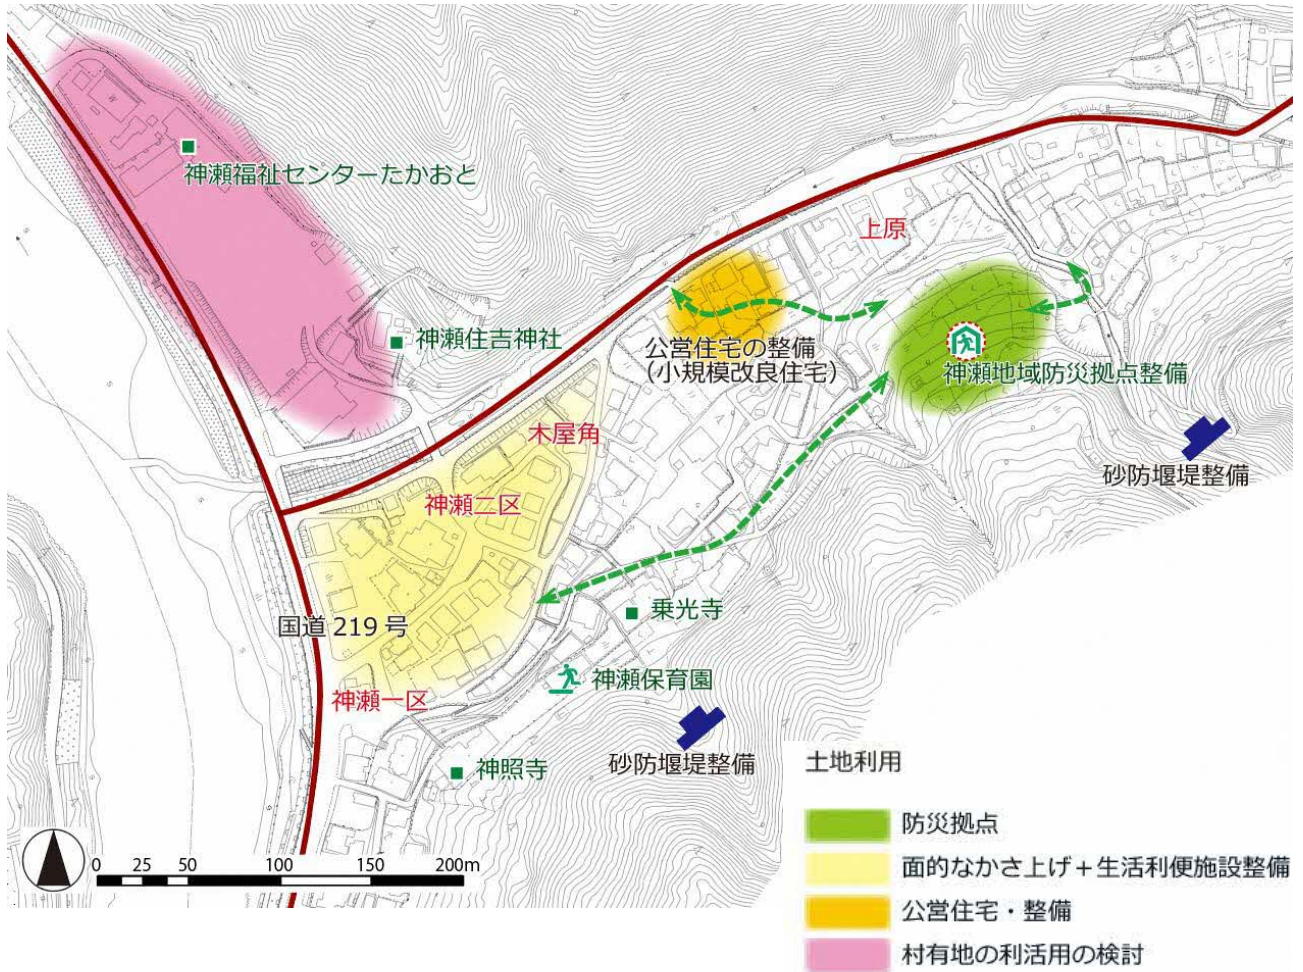 神瀬福祉センターたかおと
上原
神瀬住吉神社
公営住宅の整備
(小規模改良住宅)
神瀬地域防災拠点整備
木屋角
砂防堰堤整備
神瀬二区
国道219号
乗光寺
神瀬保育園
神瀬一区
砂防堰堤整備
神照寺
土地利用
防災拠点
面的なかさ上げ+生活利便施設整備
公営住宅・整備
村有地の利活用の検討
0 25 50 100 150 200m